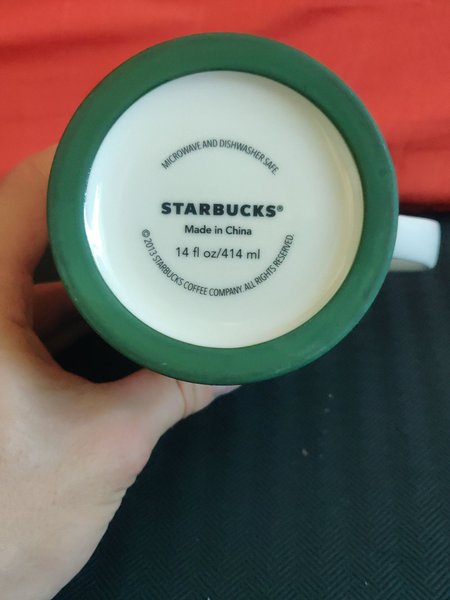 MICROWAVE AND DISHWASHER SAFE.
STARBUCKS®
Made in China
14 fl oz/414 ml
© 2013 STARBUCKS COFFEE COMPANY. ALL RIGHTS RESERVED.